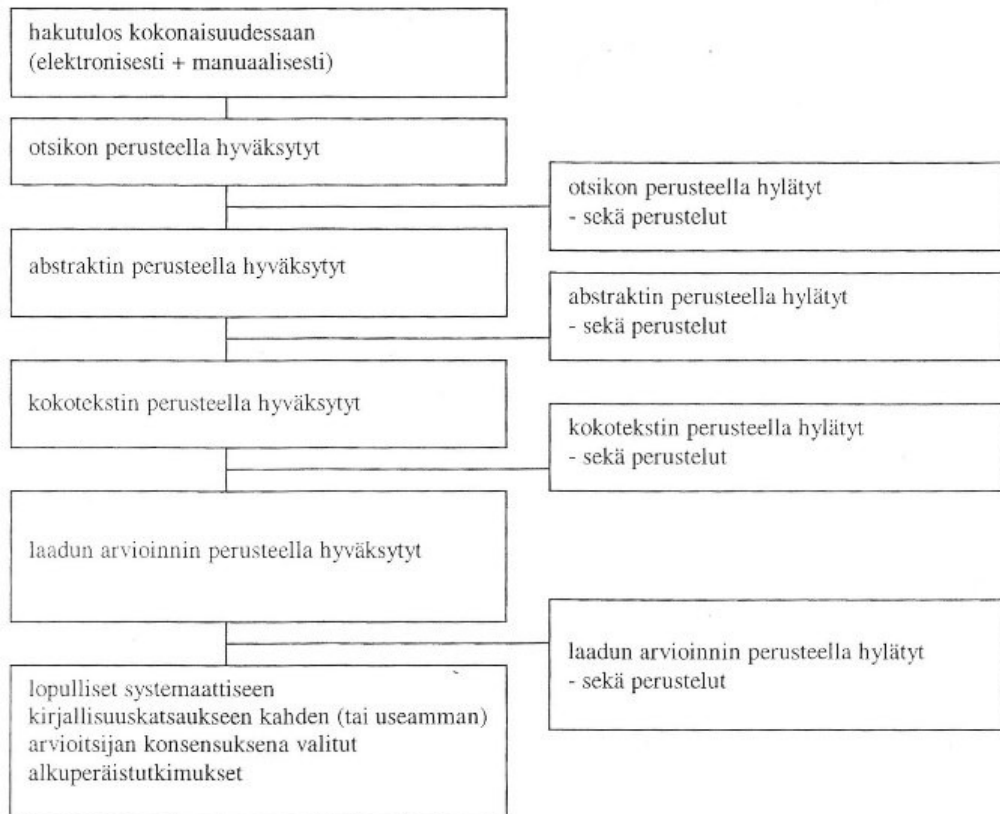 hakutulos kokonaisuudessaan
(elektronisesti + manuaalisesti)
otsikon perusteella hyväksytyt
otsikon perusteella hylätyt
- sekä perustelut
abstraktin perusteella hyväksytyt
abstraktin perusteella hylätyt
- sekä perustelut
kokotekstin perusteella hyväksytyt
kokotekstin perusteella hylätyt
- sekä perustelut
laadun arvioinnin perusteella hyväksytyt
laadun arvioinnin perusteella hylätyt
- sekä perustelut
lopulliset systemaattiseen
kirjallisuuskatsaukseen kahden (tai useamman)
arvioitsijan konsensuksena valitut
alkuperäistutkimukset